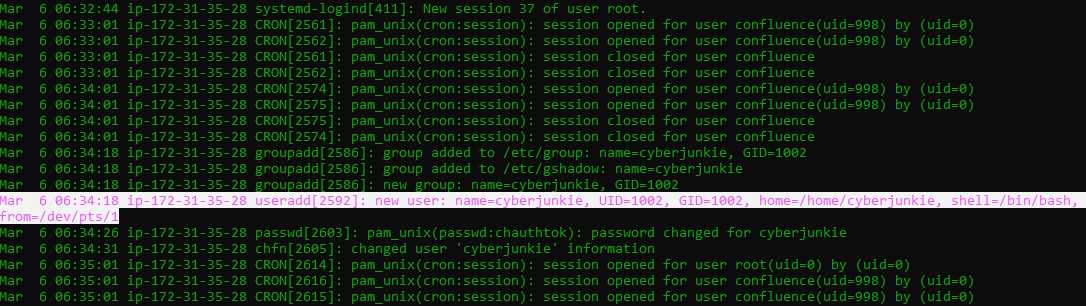 Mar  6 06:32:44 ip-172-31-35-28 systemd-logind[411]: New session 37 of user root.
Mar  6 06:33:01 ip-172-31-35-28 CRON[2561]: pam_unix(cron:session): session opened for user confluence(uid=998) by (uid=0)
Mar  6 06:33:01 ip-172-31-35-28 CRON[2562]: pam_unix(cron:session): session opened for user confluence(uid=998) by (uid=0)
Mar  6 06:33:01 ip-172-31-35-28 CRON[2561]: pam_unix(cron:session): session closed for user confluence
Mar  6 06:33:01 ip-172-31-35-28 CRON[2562]: pam_unix(cron:session): session closed for user confluence
Mar  6 06:34:01 ip-172-31-35-28 CRON[2574]: pam_unix(cron:session): session opened for user confluence(uid=998) by (uid=0)
Mar  6 06:34:01 ip-172-31-35-28 CRON[2575]: pam_unix(cron:session): session opened for user confluence(uid=998) by (uid=0)
Mar  6 06:34:01 ip-172-31-35-28 CRON[2575]: pam_unix(cron:session): session closed for user confluence
Mar  6 06:34:01 ip-172-31-35-28 CRON[2574]: pam_unix(cron:session): session closed for user confluence
Mar  6 06:34:18 ip-172-31-35-28 groupadd[2586]: group added to /etc/group: name=cyberjunkie, GID=1002
Mar  6 06:34:18 ip-172-31-35-28 groupadd[2586]: group added to /etc/gshadow: name=cyberjunkie
Mar  6 06:34:18 ip-172-31-35-28 groupadd[2586]: new group: name=cyberjunkie, GID=1002
Mar  6 06:34:18 ip-172-31-35-28 useradd[2592]: new user: name=cyberjunkie, UID=1002, GID=1002, home=/home/cyberjunkie, shell=/bin/bash,
from=/dev/pts/1
Mar  6 06:34:26 ip-172-31-35-28 passwd[2603]: pam_unix(passwd:chauthtok): password changed for cyberjunkie
Mar  6 06:34:31 ip-172-31-35-28 chfn[2605]: changed user 'cyberjunkie' information
Mar  6 06:35:01 ip-172-31-35-28 CRON[2614]: pam_unix(cron:session): session opened for user root(uid=0) by (uid=0)
Mar  6 06:35:01 ip-172-31-35-28 CRON[2616]: pam_unix(cron:session): session opened for user confluence(uid=998) by (uid=0)
Mar  6 06:35:01 ip-172-31-35-28 CRON[2615]: pam_unix(cron:session): session opened for user confluence(uid=998) by (uid=0)